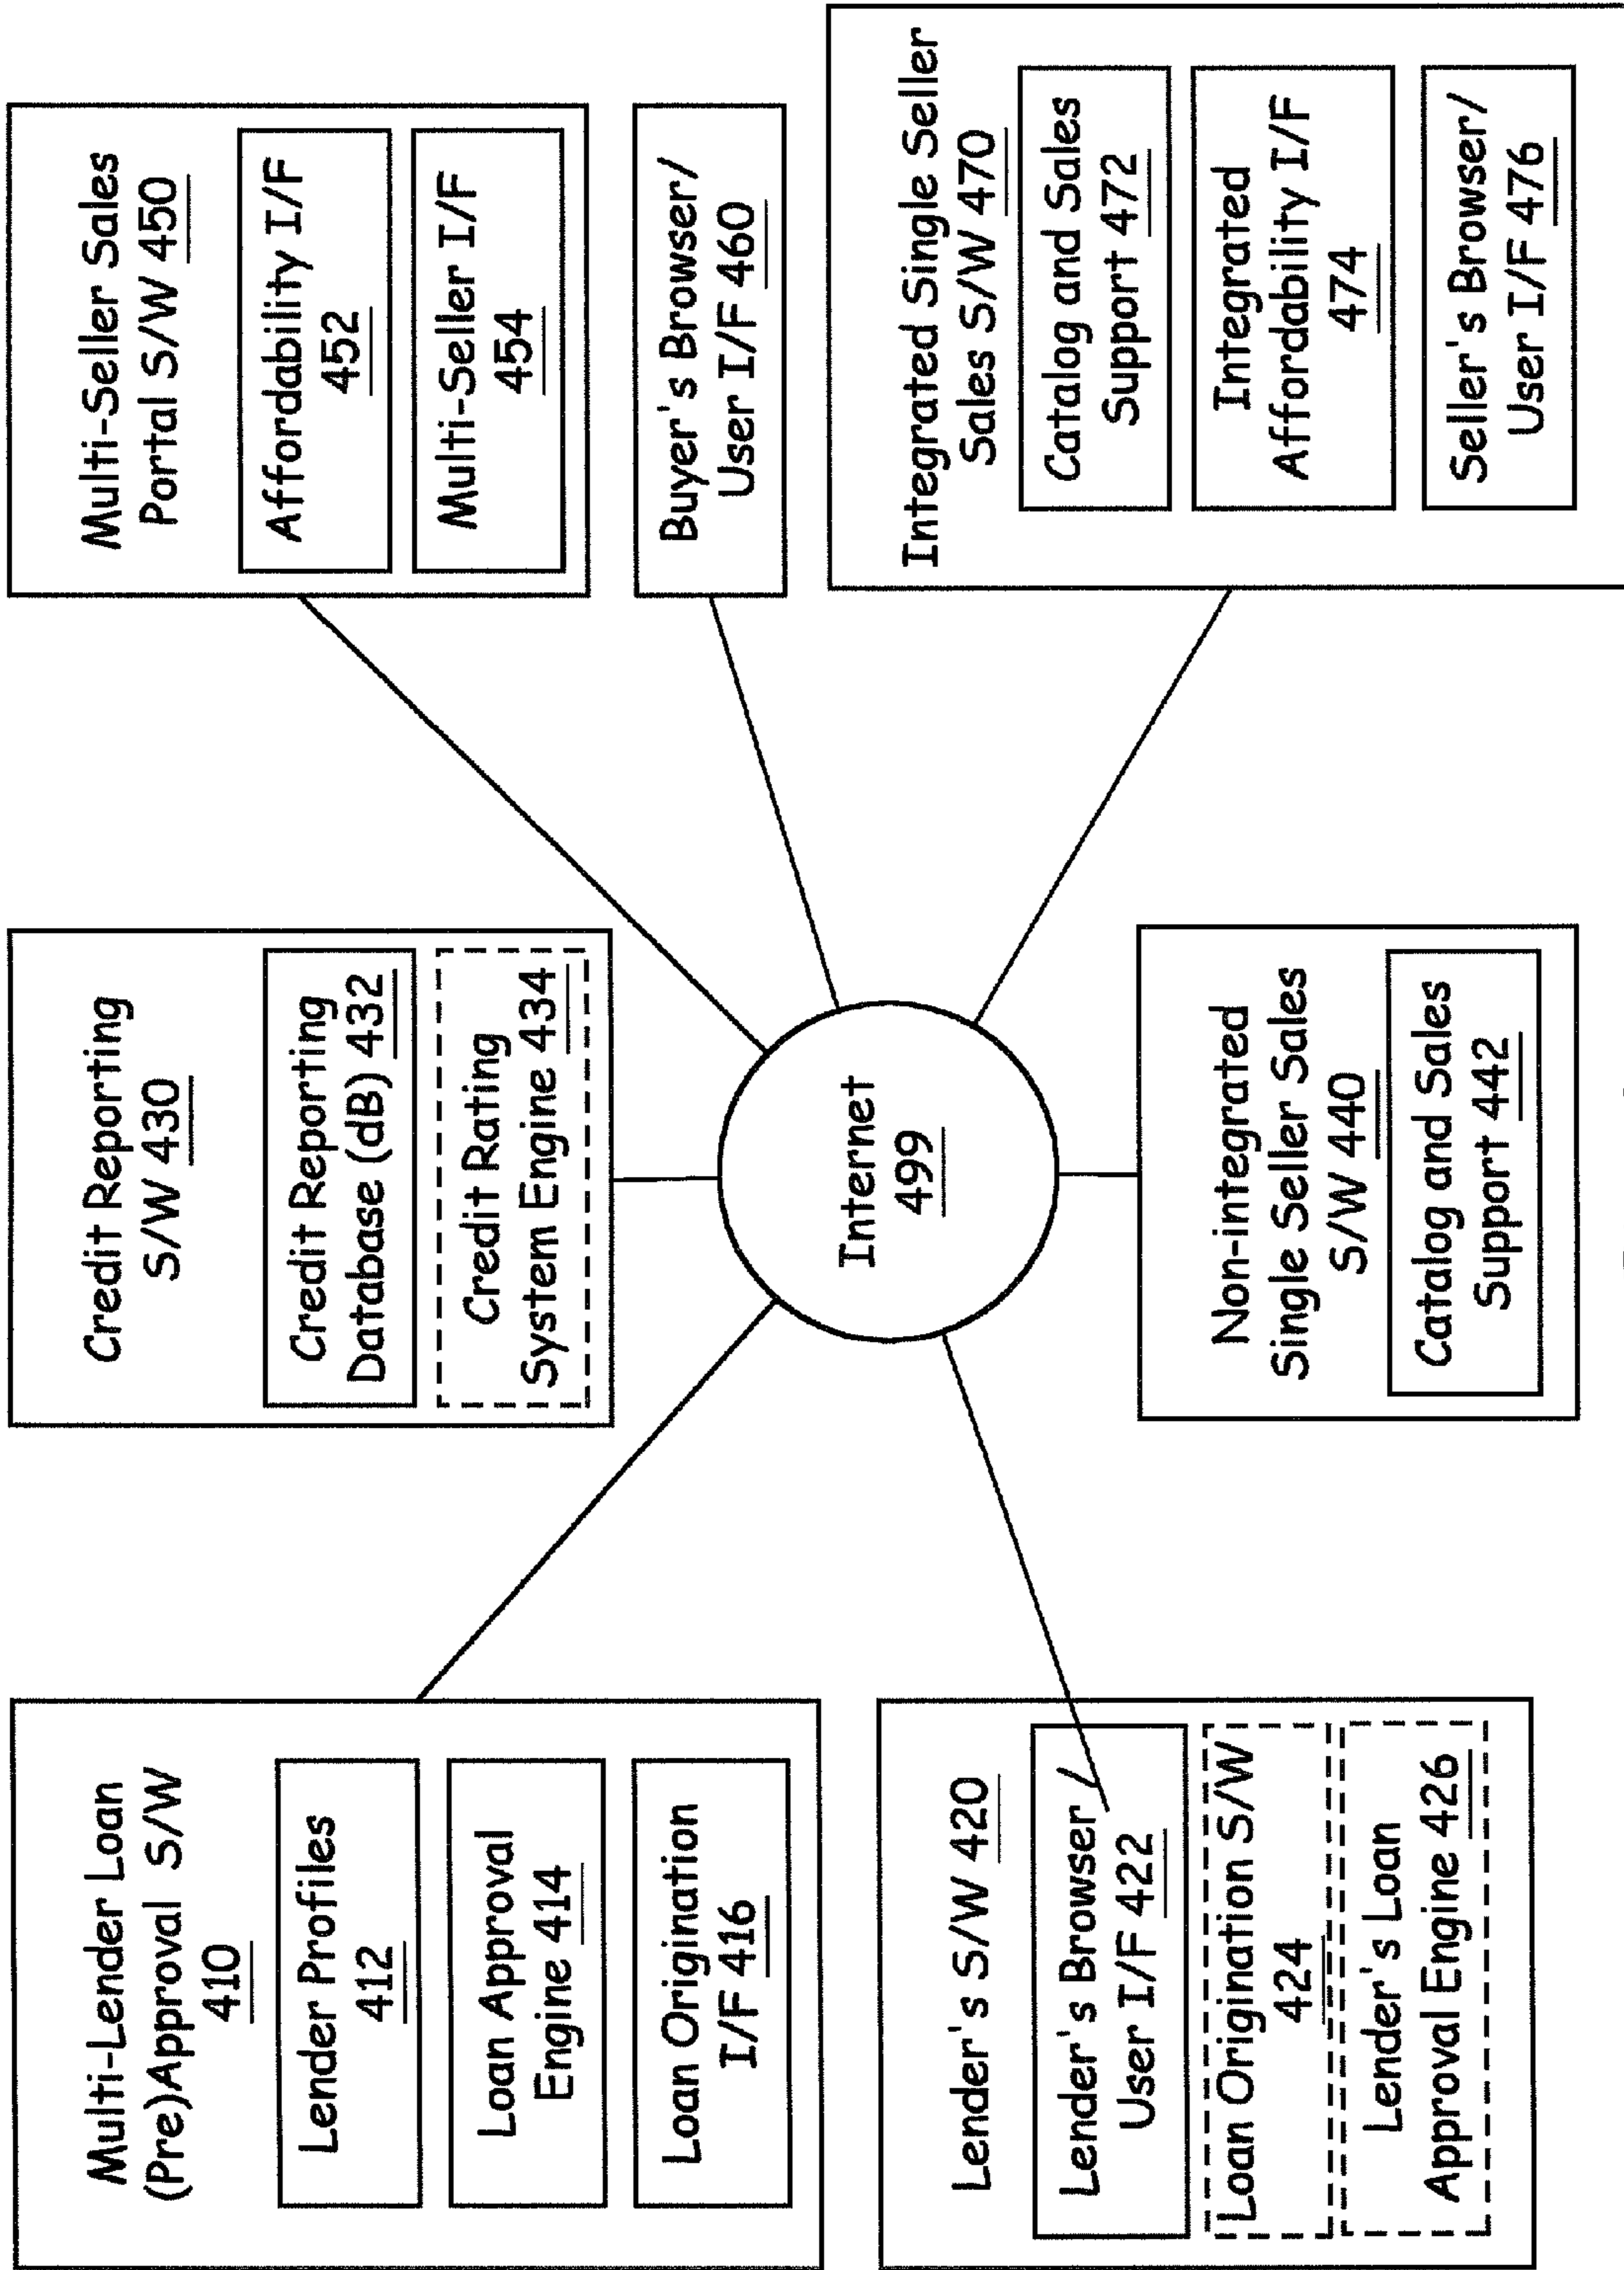 Multi-Lender Loan
(Pre)Approval S/W
410
Lender Profiles
412
Loan Approval
Engine 414
Loan Origination
I/F 416
Lender's S/W 420
Lender's Browser /
User I/F 422
Loan Origination S/W
424
Lender's Loan
Approval Engine 426
Credit Reporting
S/W 430
Credit Reporting
Database (dB) 432
Credit Rating
System Engine 434
Internet
499
Non-integrated
Single Seller Sales
S/W 440
Catalog and Sales
Support 442
Multi-Seller Sales
Portal S/W 450
Affordability I/F
452
Multi-Seller I/F
454
Buyer's Browser/
User I/F 460
Integrated Single Seller
Sales S/W 470
Catalog and Sales
Support 472
Integrated
Affordability I/F
474
Seller's Browser/
User I/F 476